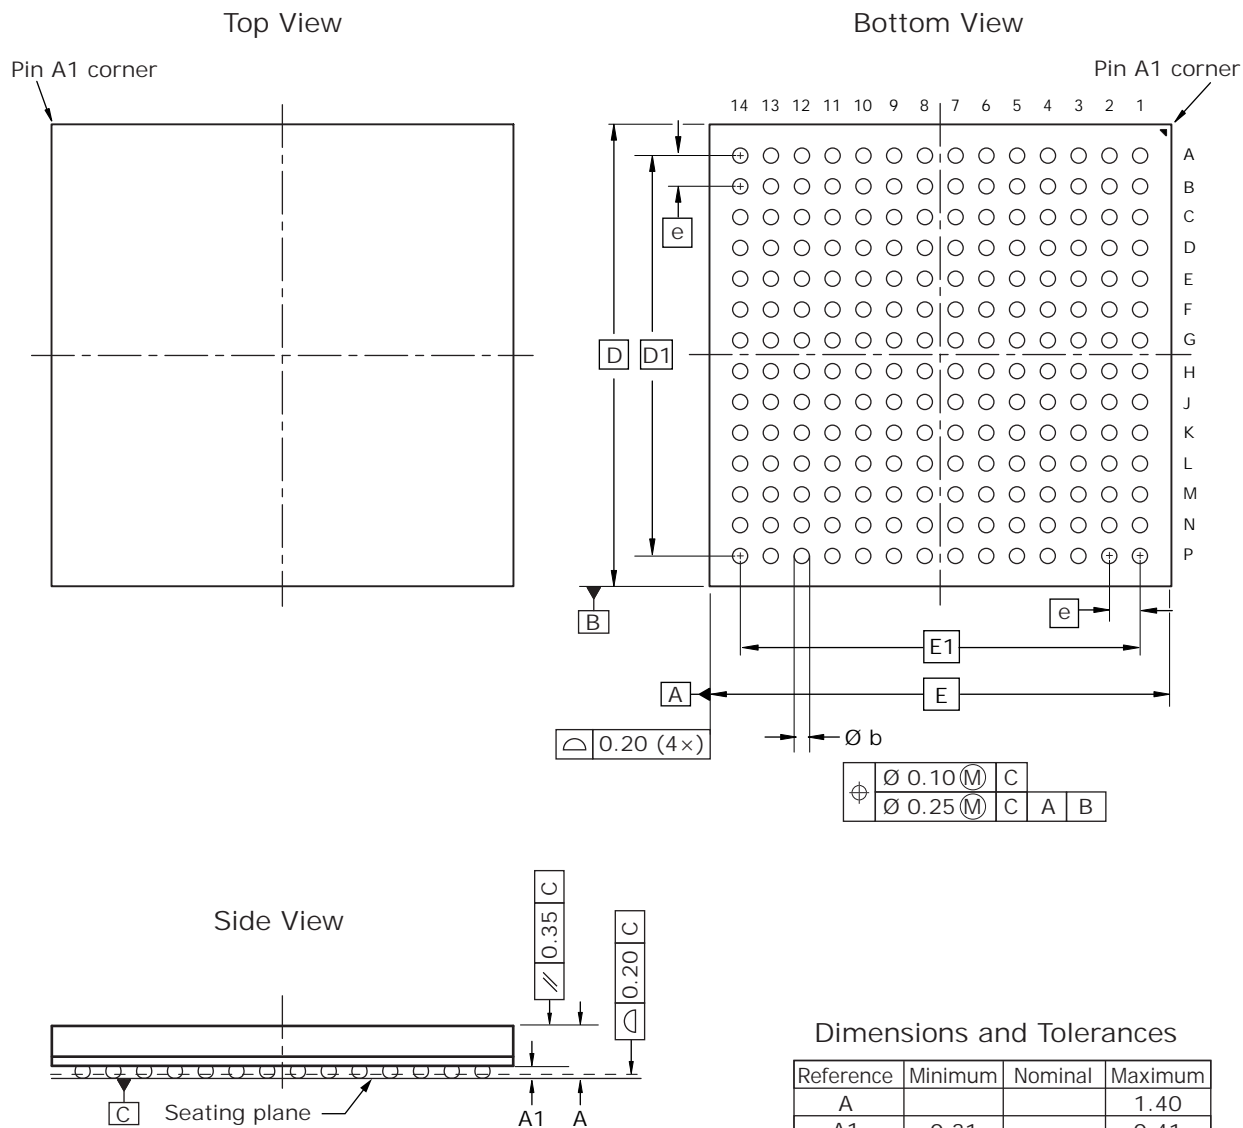 Top View
Bottom View
Pin A1 corner
Pin A1 corner
14 13 12 11 10 9 8 7 6 5 4 3 2 1
A
B
C
D
E
F
G
H
J
K
L
M
N
P
e
D D1
B
e
E1
A E
0.20 (4×)
Ø b
Ø 0.10 Ⓜ C
Ø 0.25 Ⓜ C A B
Side View
0.35 C
0.20 C
C Seating plane
A1 A
Dimensions and Tolerances
Reference Minimum Nominal Maximum
A 1.40